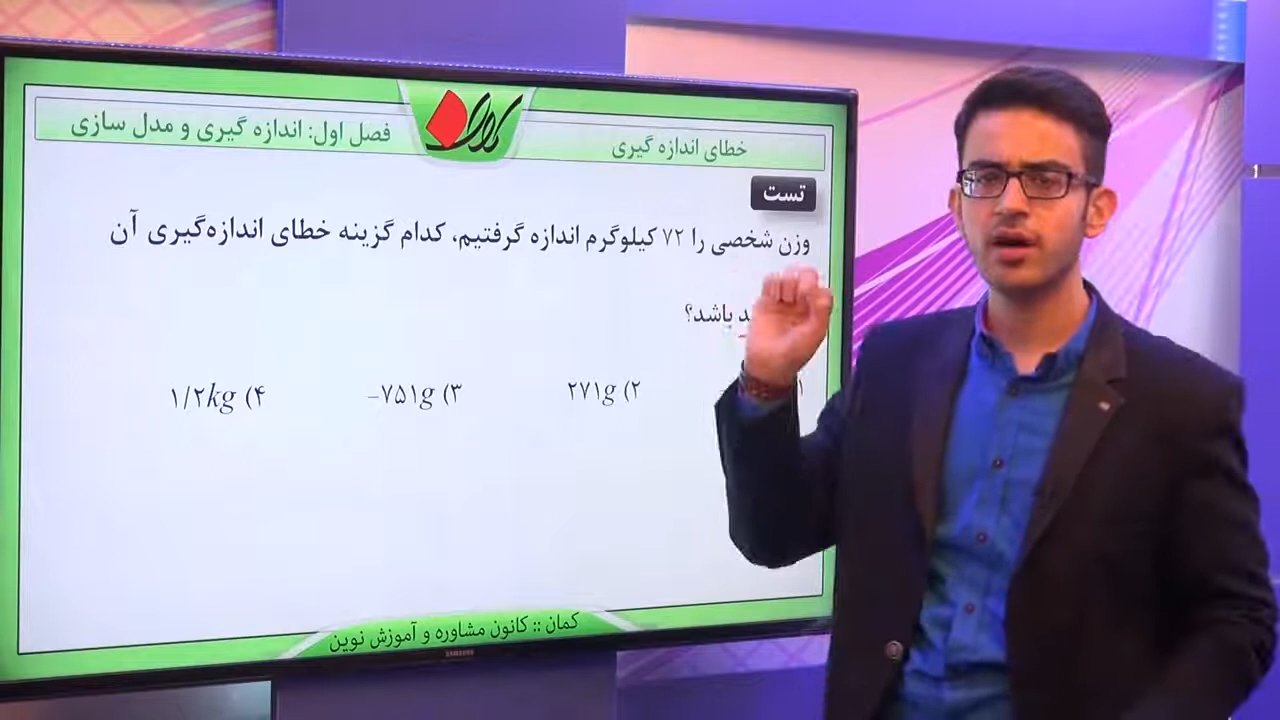 خطای اندازه گیری
فصل اول: اندازه گیری و مدل سازی
کمان
تست
وزن شخصی را ۷۲ کیلوگرم اندازه گرفتیم، کدام گزینه خطای اندازه‌گیری آن
باشد؟
۲) ۲۷۱g
۳) −۷۵۱g
۴) ۱/۲kg
کمان :: کانون مشاوره و آموزش نوین
SAMSUNG